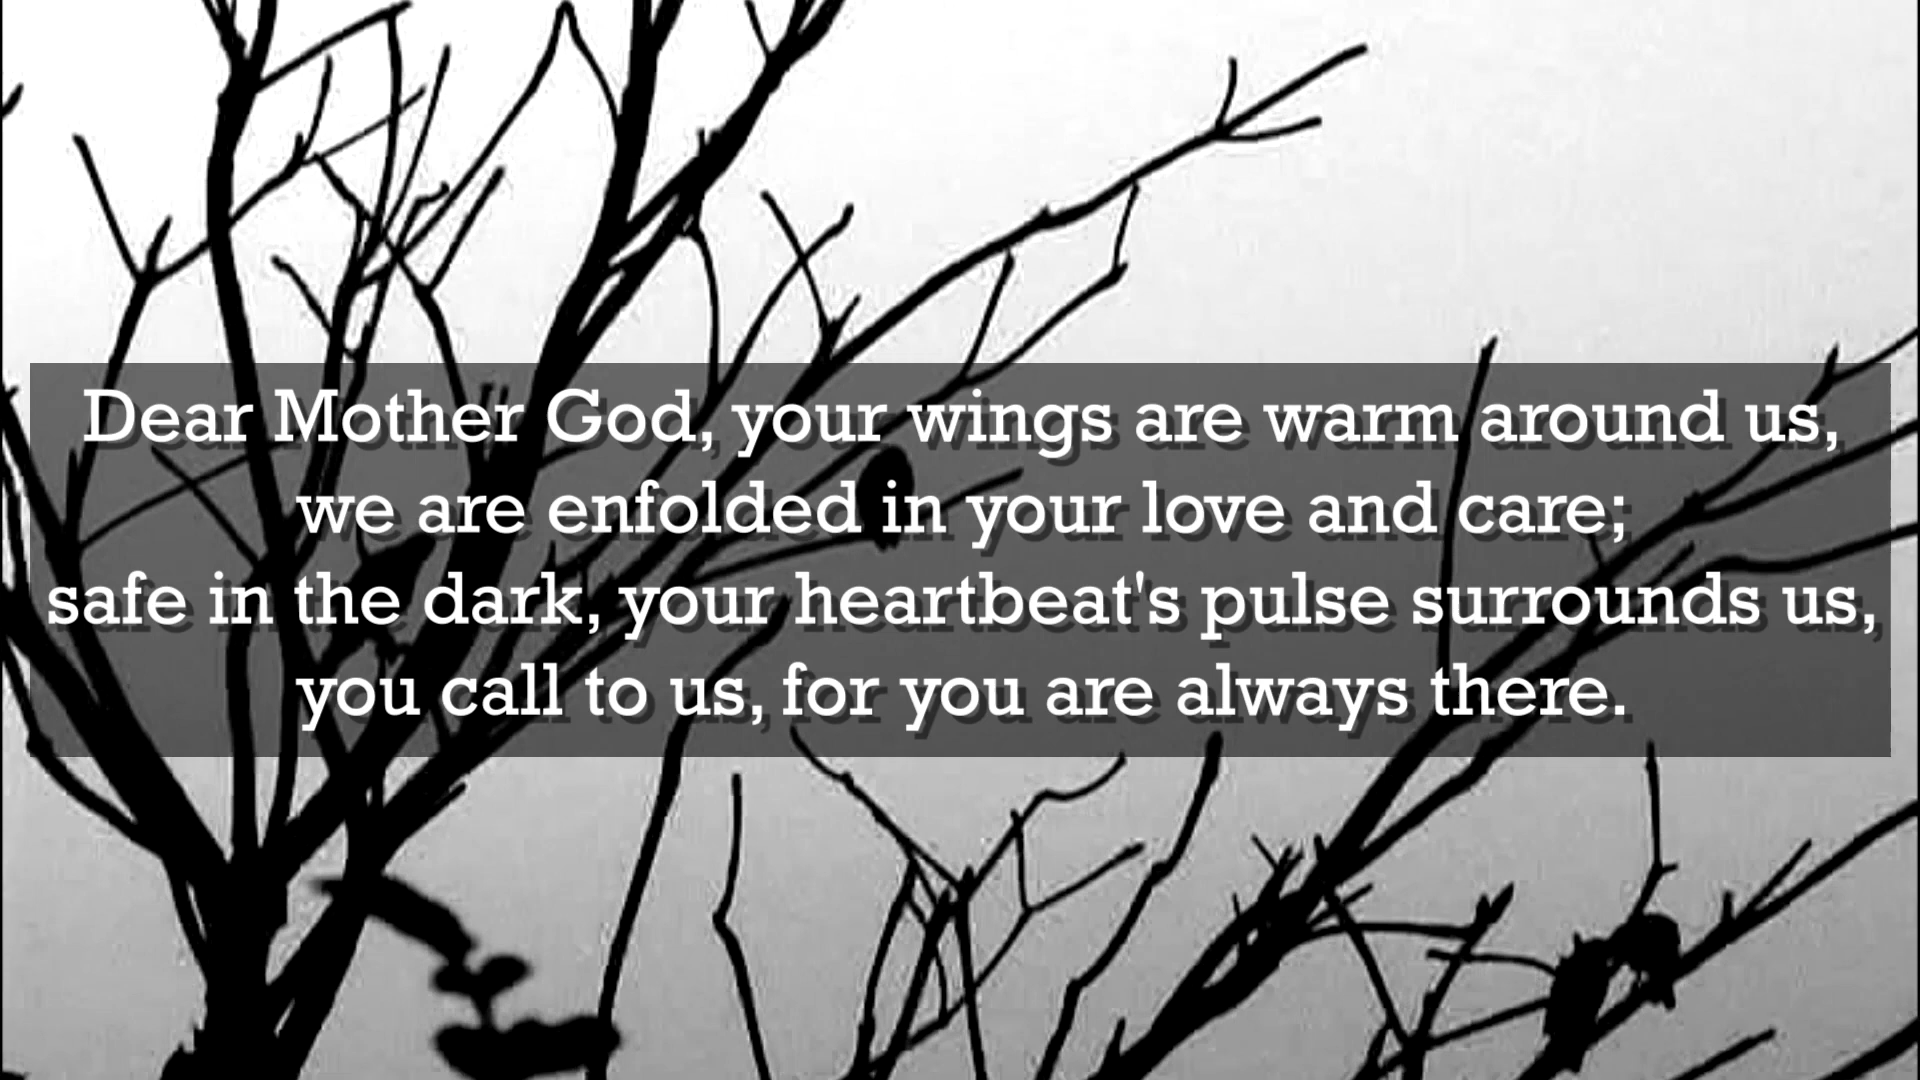 Dear Mother God, your wings are warm around us,
we are enfolded in your love and care;
safe in the dark, your heartbeat's pulse surrounds us,
you call to us, for you are always there.